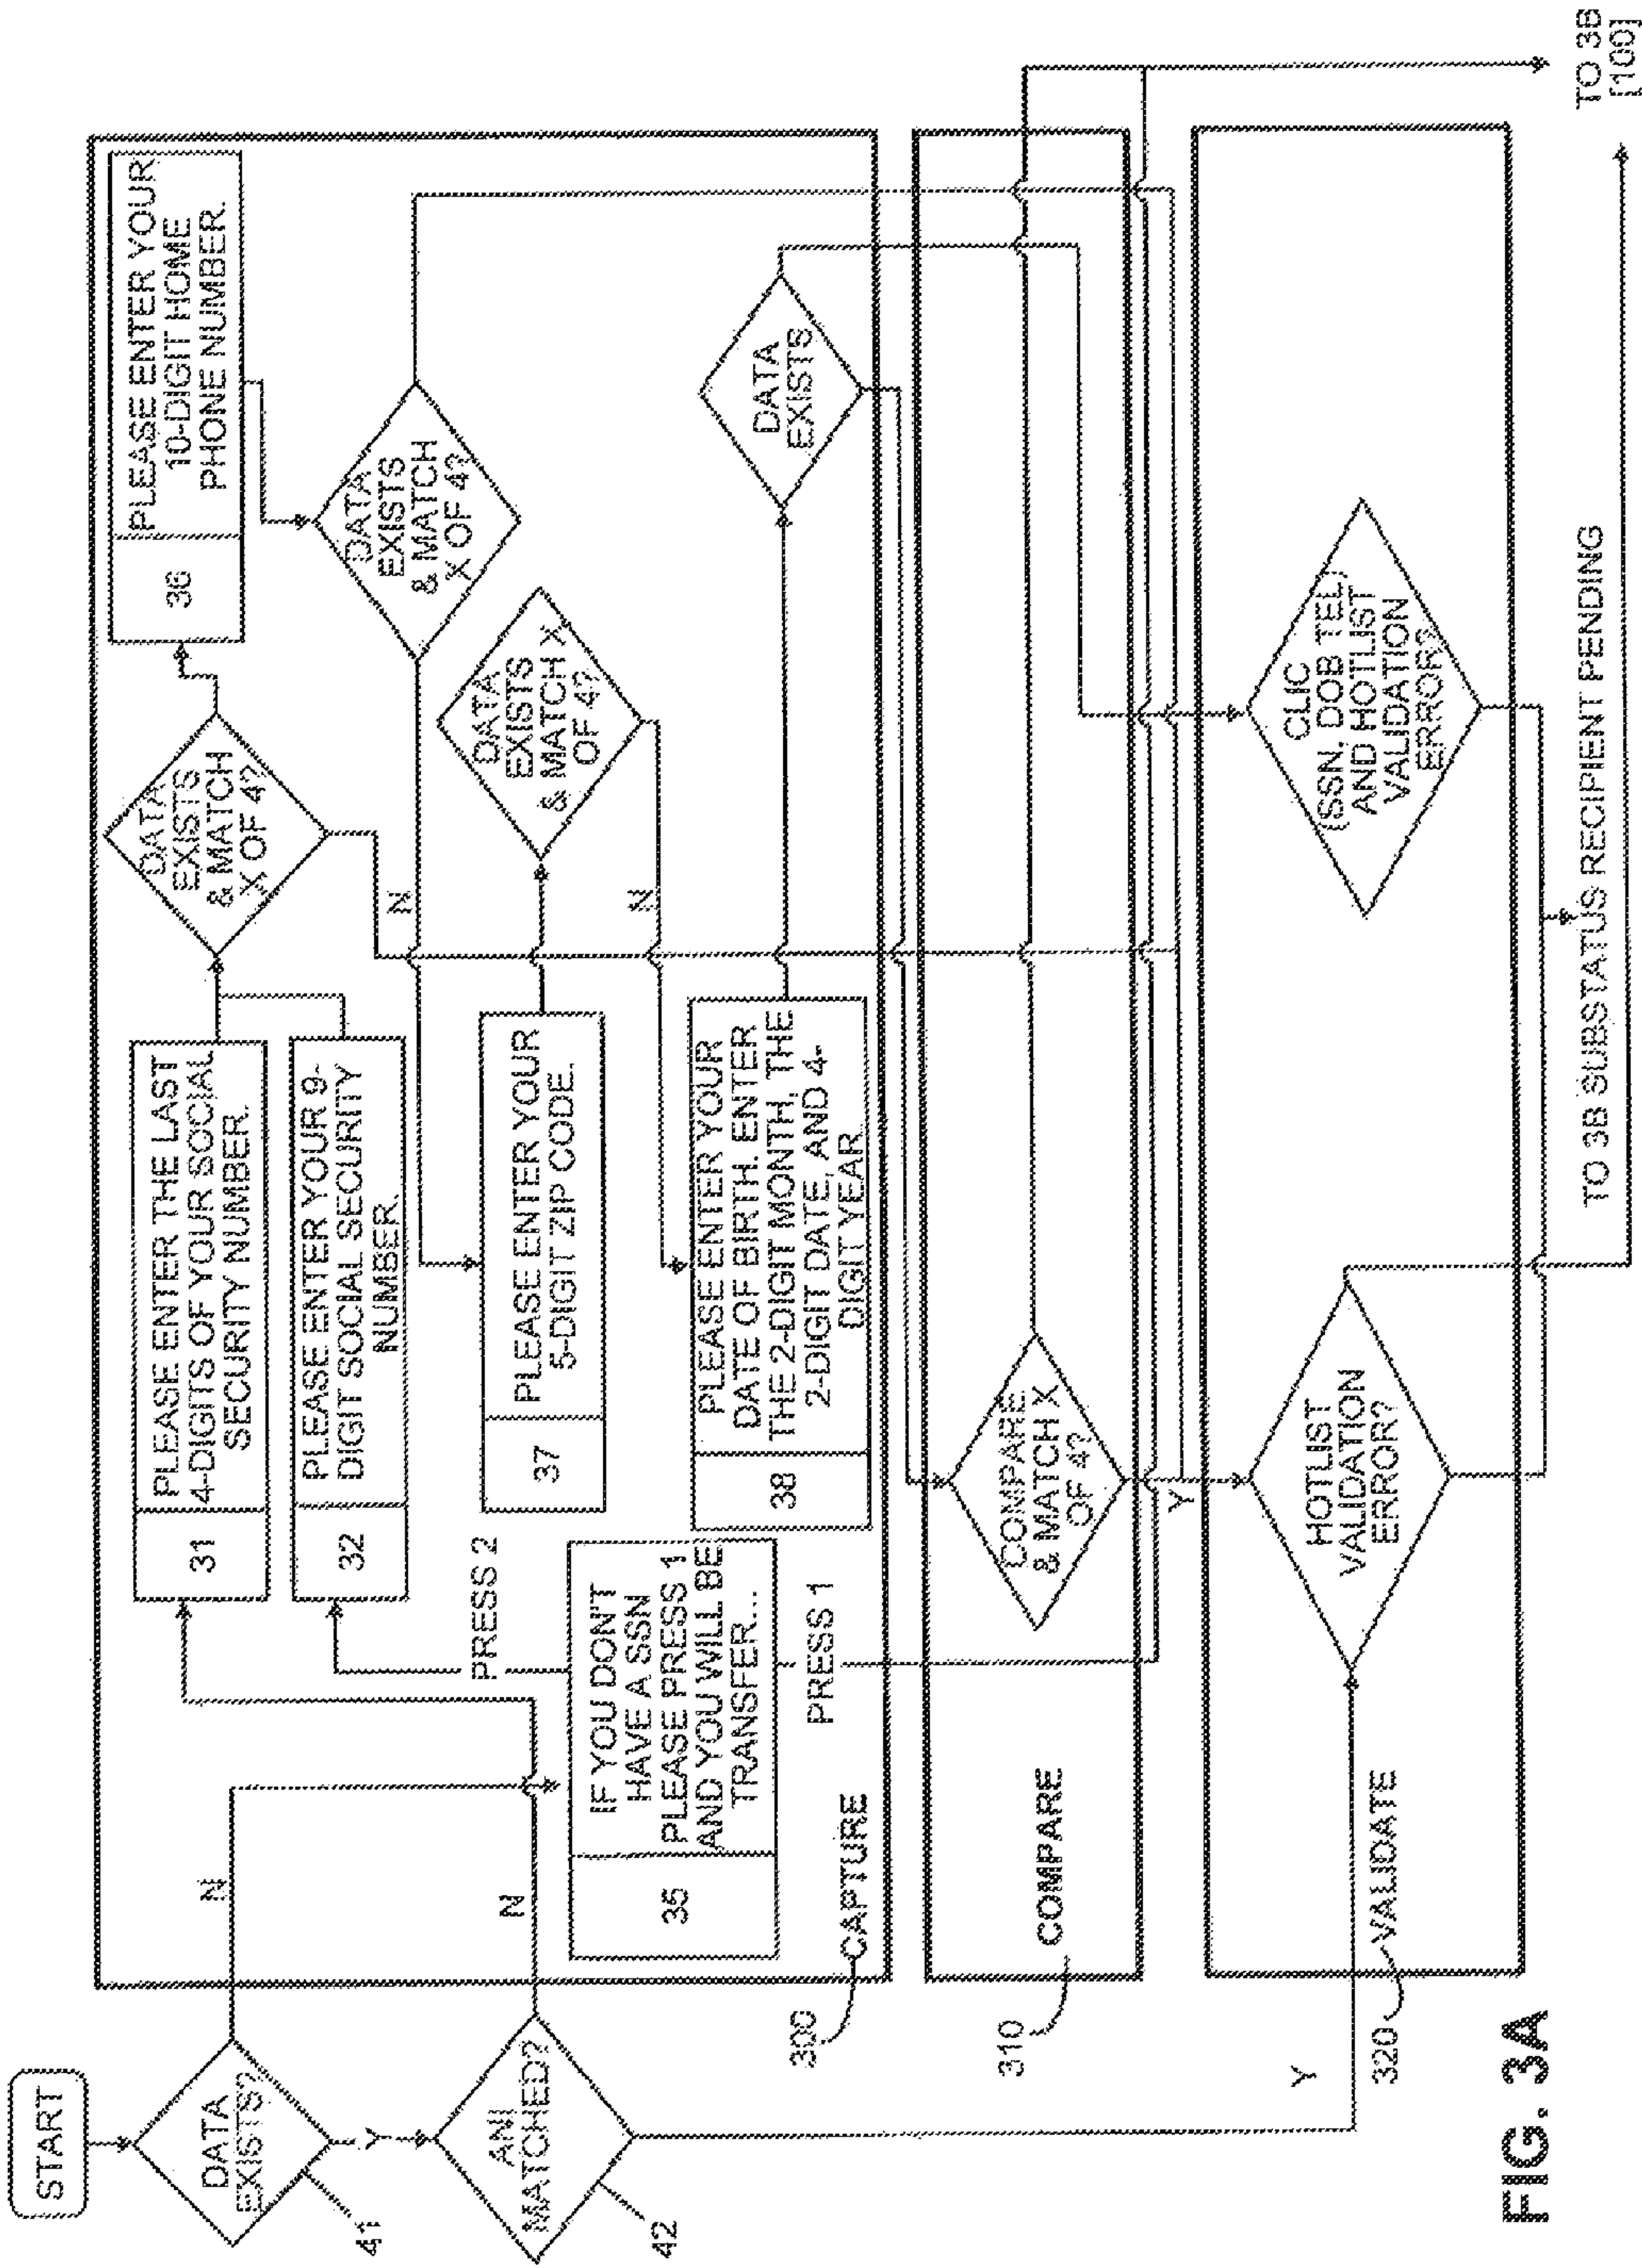 START
DATA
EXISTS?
41
Y
N
ANI
MATCHED?
42
N
Y
31
PLEASE ENTER THE LAST
4-DIGITS OF YOUR SOCIAL
SECURITY NUMBER.
32
PLEASE ENTER YOUR 9-
DIGIT SOCIAL SECURITY
NUMBER.
PRESS 2
35
IF YOU DON'T
HAVE A SSN
PLEASE PRESS 1
AND YOU WILL BE
TRANSFER...
PRESS 1
DATA
EXISTS
& MATCH
X OF 4?
36
PLEASE ENTER YOUR
10-DIGIT HOME
PHONE NUMBER.
DATA
EXISTS
& MATCH
X OF 4?
N
37
PLEASE ENTER YOUR
5-DIGIT ZIP CODE.
DATA
EXISTS
& MATCH X
OF 4?
N
38
PLEASE ENTER YOUR
DATE OF BIRTH. ENTER
THE 2-DIGIT MONTH, THE
2-DIGIT DATE, AND 4-
DIGIT YEAR
DATA
EXISTS
300
CAPTURE
310
COMPARE
COMPARE
& MATCH X
OF 4?
Y
320
VALIDATE
HOTLIST
VALIDATION
ERROR?
CLIC
(SSN, DOB TEL)
AND HOTLIST
VALIDATION
ERROR?
TO 3B SUBSTATUS RECIPIENT PENDING
TO 3B
[100]
FIG. 3A